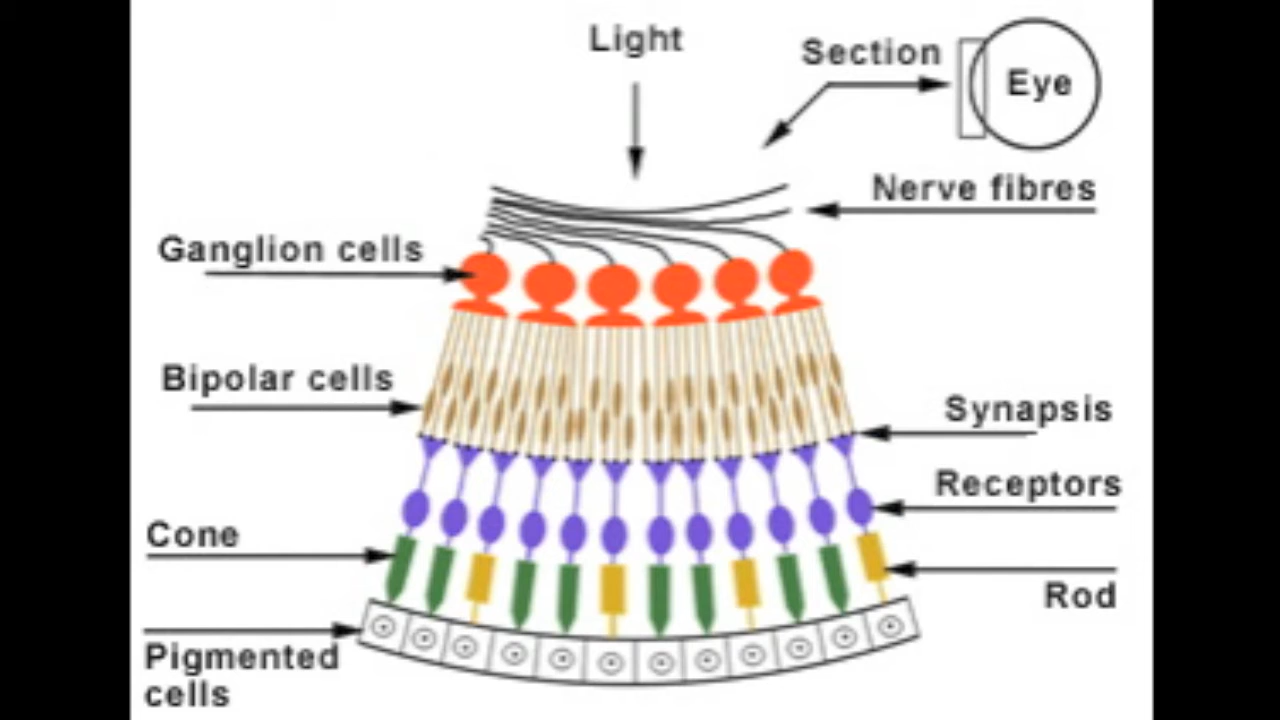 Light
Section
Eye
Nerve fibres
Ganglion cells
Bipolar cells
Synapsis
Receptors
Cone
Rod
Pigmented
cells